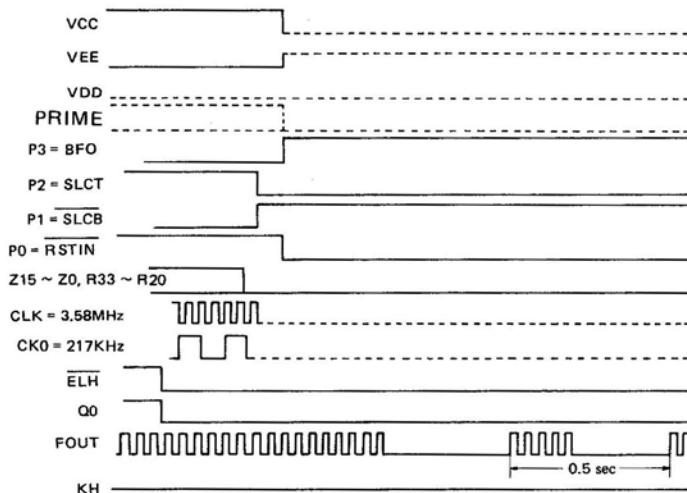 VCC
VEE
VDD
PRIME
P3 = BFO
P2 = SLCT
P1 = SLCB
P0 = RSTIN
Z15 ~ Z0, R33 ~ R20
CLK = 3.58MHz
CK0 = 217KHz
ELH
Q0
FOUT
0.5 sec
KH